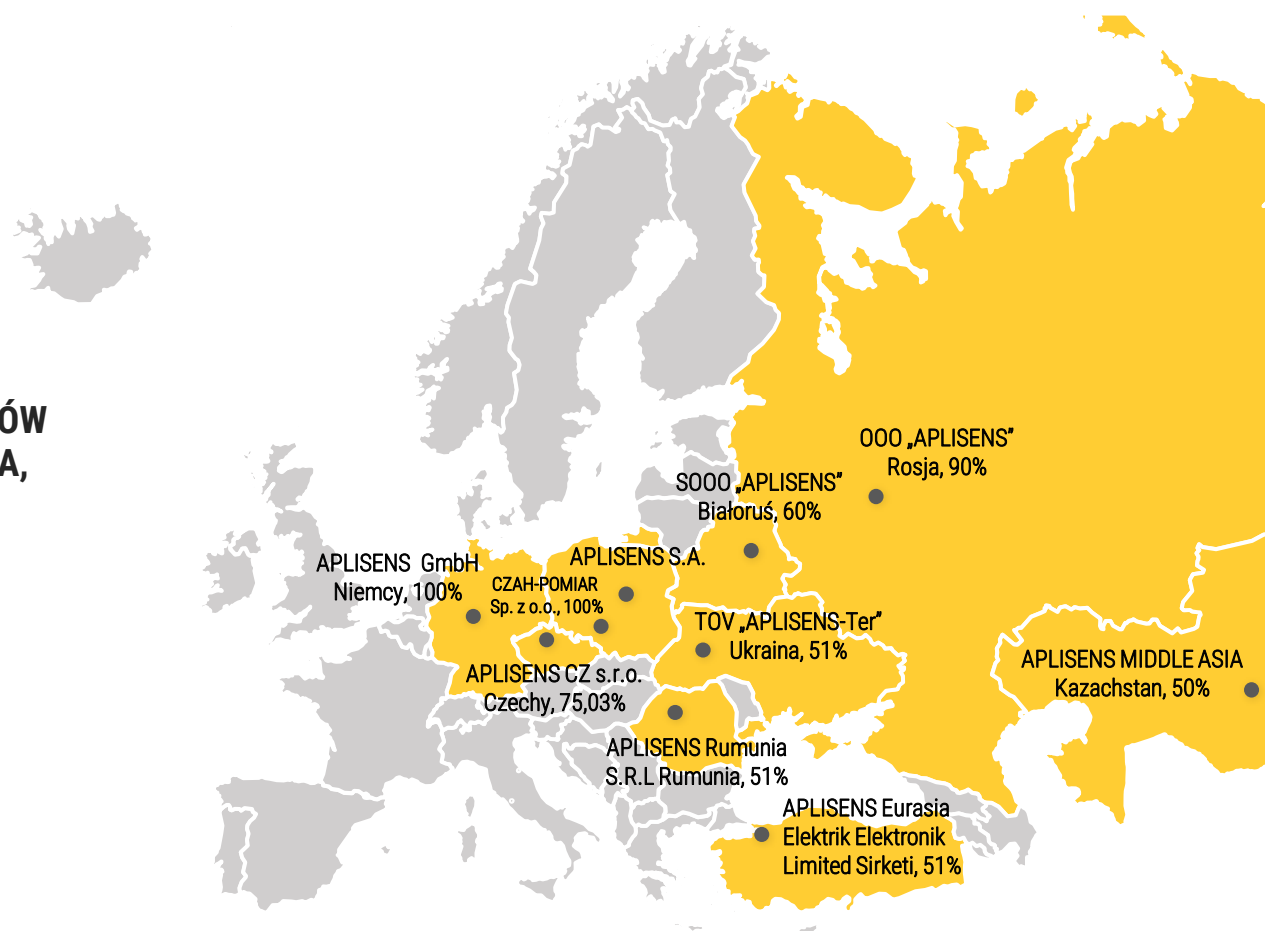 ÓW
A,
OOO „APLISENS”
Rosja, 90%
SOOO „APLISENS”
Białoruś, 60%
APLISENS GmbH
Niemcy, 100%
APLISENS S.A.
CZAH-POMIAR
Sp. z o.o., 100%
TOV „APLISENS-Ter”
Ukraina, 51%
APLISENS MIDDLE ASIA
Kazachstan, 50%
APLISENS CZ s.r.o.
Czechy, 75,03%
APLISENS Rumunia
S.R.L Rumunia, 51%
APLISENS Eurasia
Elektrik Elektronik
Limited Sirketi, 51%